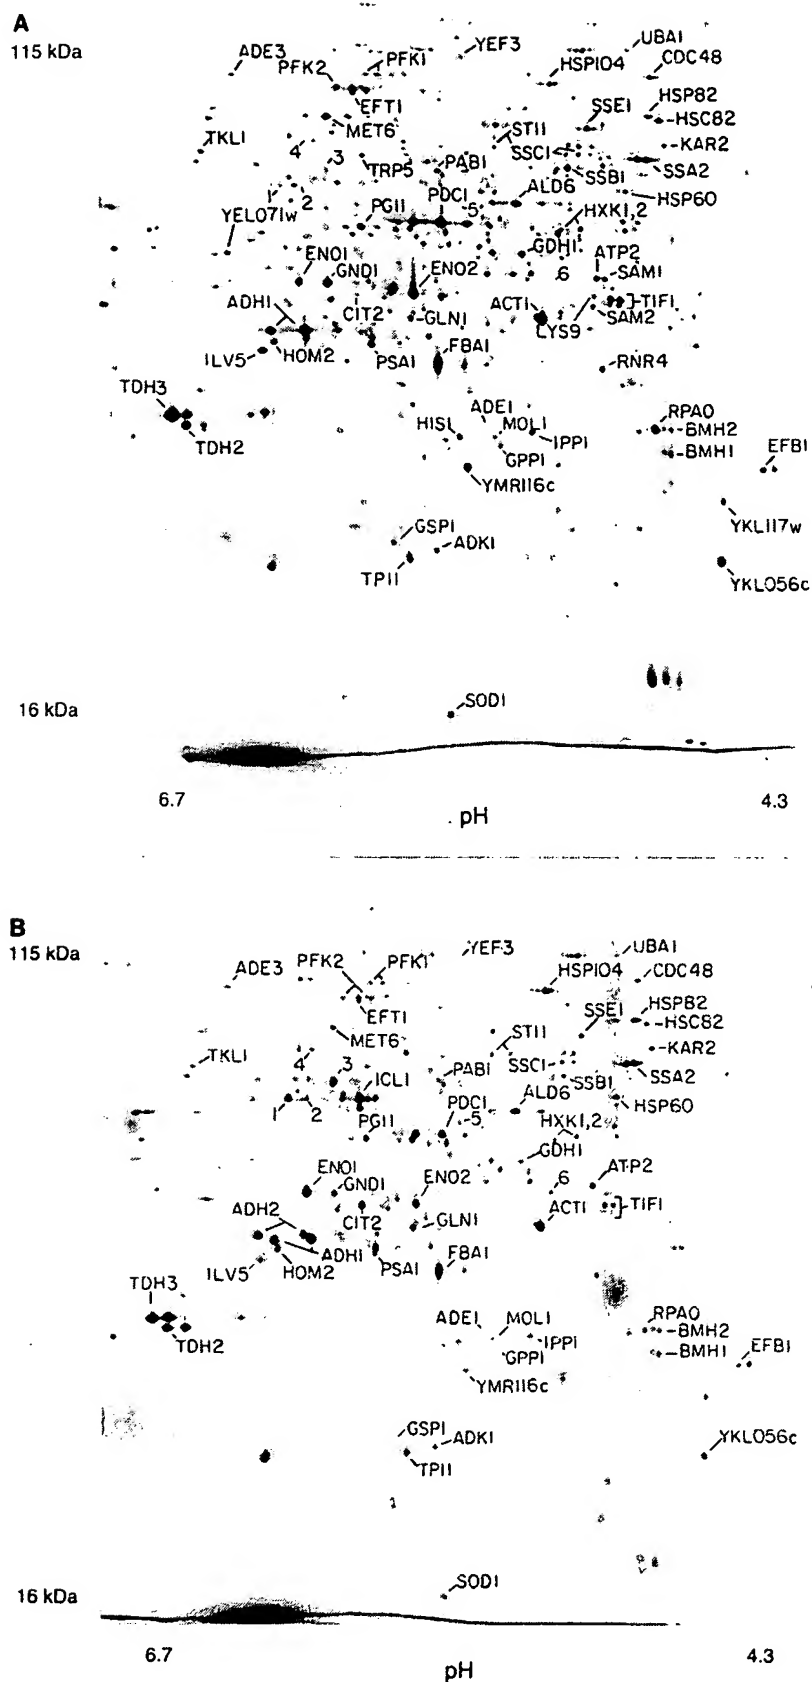 A
115 kDa
ADE3
PFK2
PFK1
YEF3
UBA1
HSP104
CDC48
EFT1
HSP82
SSE1
HSC82
TKL1
MET6
STI1
4
3
SSC1
KAR2
TRP5
PAB1
SSA2
SSB1
1
2
PDC1
ALD6
HSP60
YEL071w
PGI1
5
HXK1,2
GDH1
ENO1
GND1
ENO2
ATP2
6
SAM1
ADH1
CIT2
GLN1
ACT1
LYS9
TIF1
SAM2
ILV5
HOM2
PSA1
FBA1
RNR4
TDH3
TDH2
HIS1
ADE1
MOL1
IPP1
GPP1
RPA0
BMH2
BMH1
EFB1
YMR116c
YKL117w
GSP1
ADK1
TPI1
YKL056c
16 kDa
SOD1
6.7
pH
4.3
B
115 kDa
ADE3
PFK2
PFK1
YEF3
UBA1
HSP104
CDC48
EFT1
HSP82
SSE1
HSC82
MET6
STI1
TKL1
4
3
ICL1
PAB1
SSC1
KAR2
SSB1
SSA2
1
2
PGI1
PDC1
5
ALD6
HSP60
HXK1,2
GDH1
ENO1
GND1
ENO2
6
ATP2
ADH2
CIT2
GLN1
ACT1
TIF1
ADH1
ILV5
HOM2
PSA1
FBA1
TDH3
TDH2
ADE1
MOL1
IPP1
GPP1
RPA0
BMH2
BMH1
EFB1
YMR116c
GSP1
ADK1
TPI1
YKL056c
16 kDa
SOD1
6.7
pH
4.3